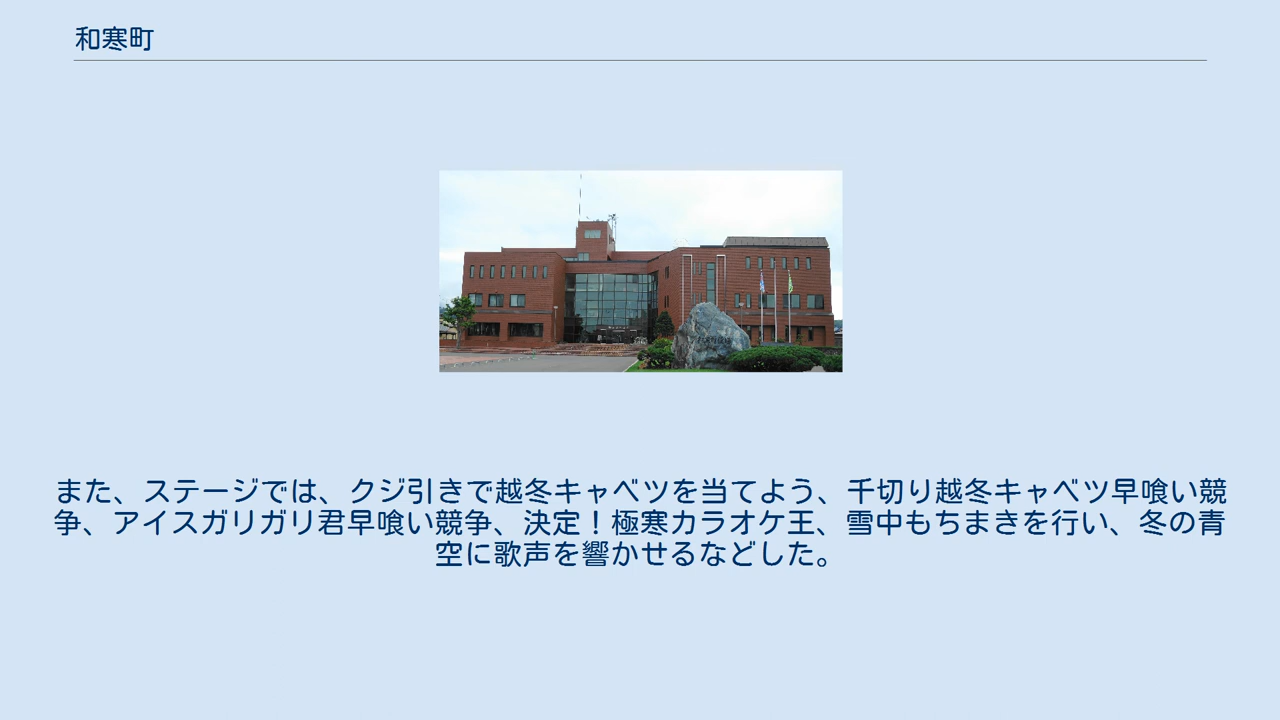 和寒町
また、ステージでは、クジ引きで越冬キャベツを当てよう、千切り越冬キャベツ早喰い競
争、アイスガリガリ君早喰い競争、決定！極寒カラオケ王、雪中もちまきを行い、冬の青
空に歌声を響かせるなどした。